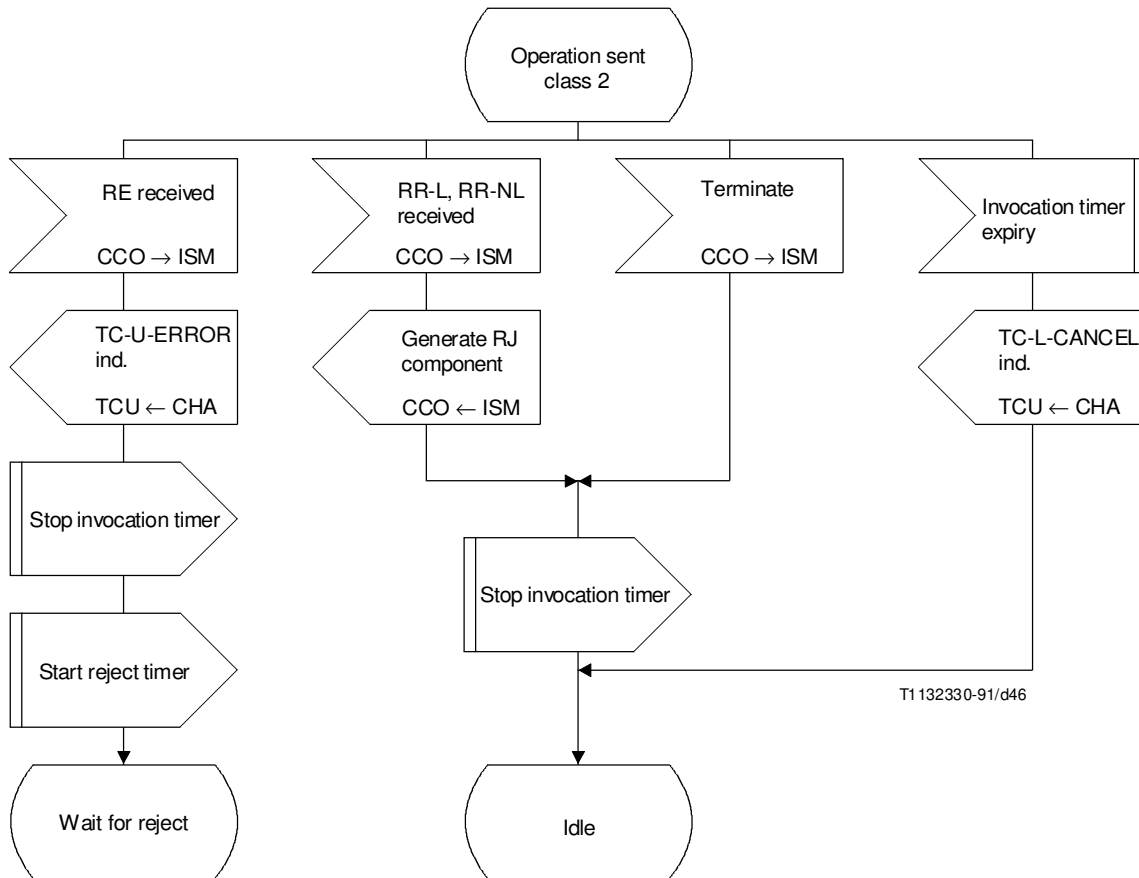 Operation sent
class 2
RE received
CCO → ISM
RR-L, RR-NL
received
CCO → ISM
Terminate
CCO → ISM
Invocation timer
expiry
TC-U-ERROR
ind.
TCU ← CHA
Generate RJ
component
CCO ← ISM
TC-L-CANCEL
ind.
TCU ← CHA
Stop invocation timer
Stop invocation timer
Start reject timer
T1132330-91/d46
Wait for reject
Idle